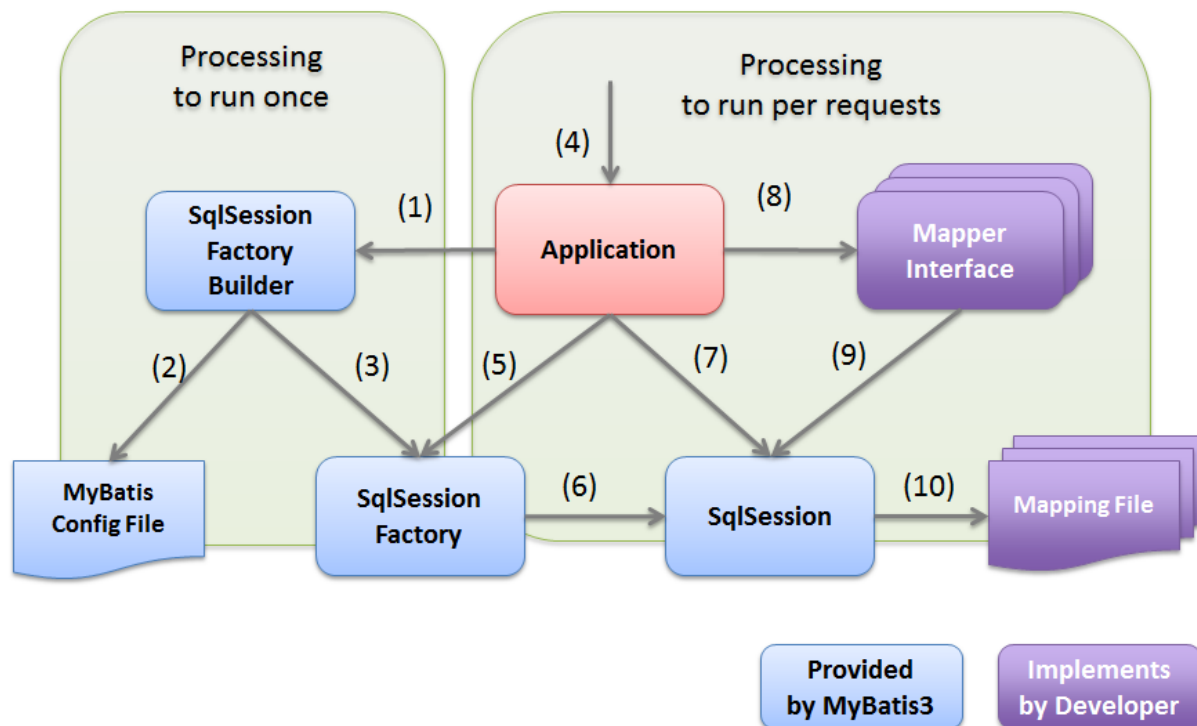 Processing
to run once
Processing
to run per requests
(4)
(1)
(8)
SqlSession
Factory
Builder
Application
Mapper
Interface
(2)
(3)
(5)
(7)
(9)
MyBatis
Config File
SqlSession
Factory
(6)
SqlSession
(10)
Mapping File
Provided
by MyBatis3
Implements
by Developer